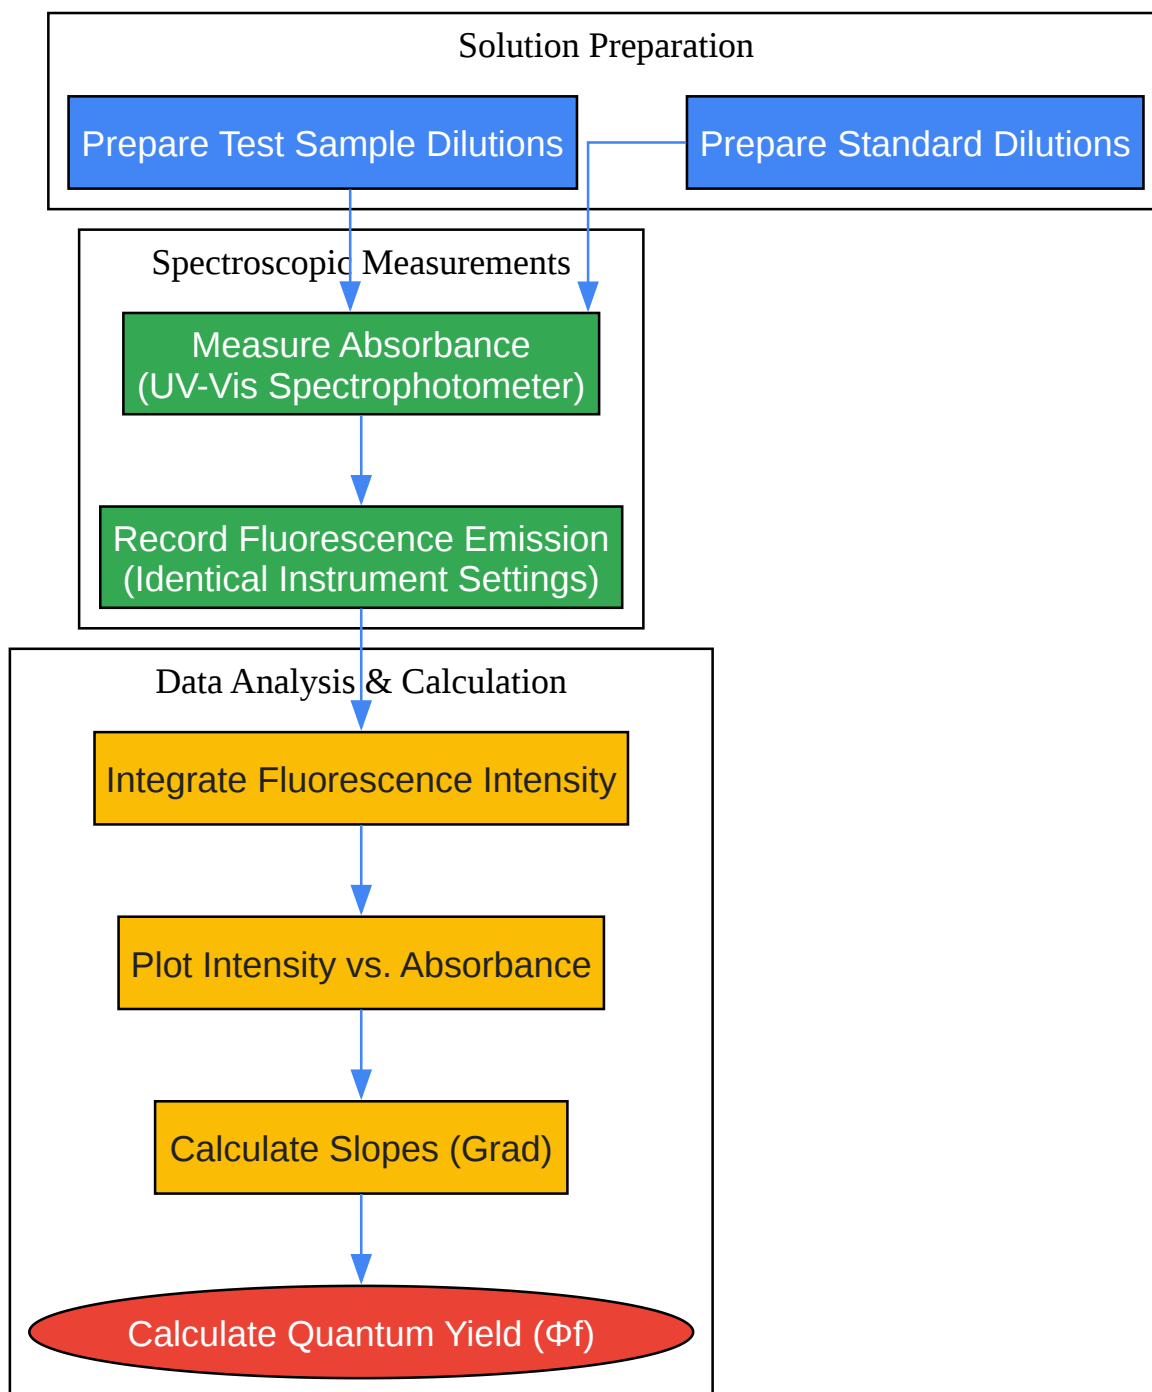 Solution Preparation
Prepare Test Sample Dilutions
Prepare Standard Dilutions
Spectroscopic Measurements
Measure Absorbance
(UV-Vis Spectrophotometer)
Record Fluorescence Emission
(Identical Instrument Settings)
Data Analysis & Calculation
Integrate Fluorescence Intensity
Plot Intensity vs. Absorbance
Calculate Slopes (Grad)
Calculate Quantum Yield (Φf)